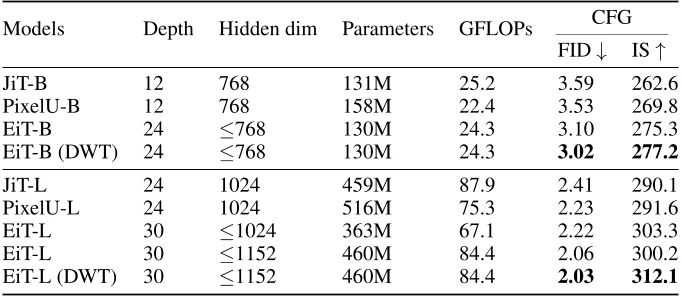 Models Depth Hidden dim Parameters GFLOPs CFG
FID ↓ IS ↑
JiT-B 12 768 131M 25.2 3.59 262.6
PixelU-B 12 768 158M 22.4 3.53 269.8
EiT-B 24 ≤768 130M 24.3 3.10 275.3
EiT-B (DWT) 24 ≤768 130M 24.3 3.02 277.2
JiT-L 24 1024 459M 87.9 2.41 290.1
PixelU-L 24 1024 516M 75.3 2.23 291.6
EiT-L 30 ≤1024 363M 67.1 2.22 303.3
EiT-L 30 ≤1152 460M 84.4 2.06 300.2
EiT-L (DWT) 30 ≤1152 460M 84.4 2.03 312.1